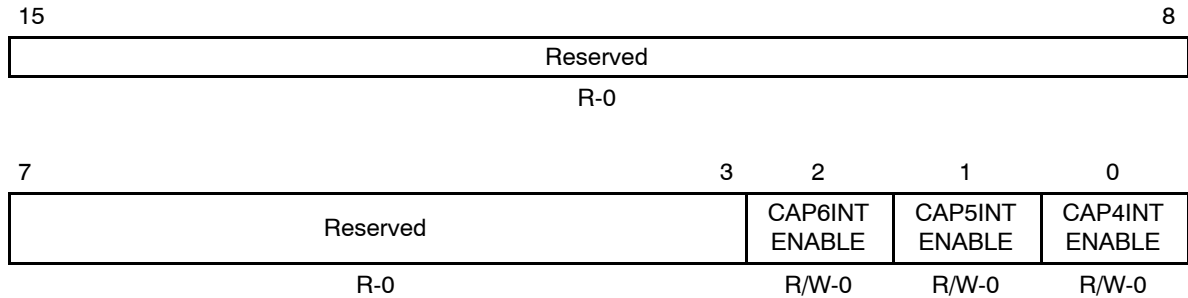 15 8
Reserved
R-0
7 3 2 1 0
Reserved CAP6INT ENABLE CAP5INT ENABLE CAP4INT ENABLE
R-0 R/W-0 R/W-0 R/W-0